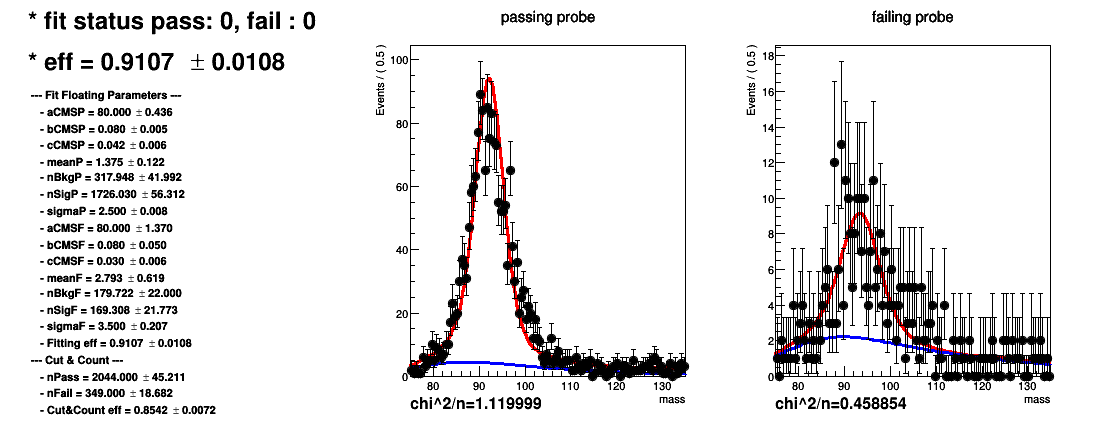 * fit status pass: 0, fail : 0
* eff = 0.9107 ± 0.0108
--- Fit Floating Parameters ---
- aCMSP = 80.000 ± 0.436
- bCMSP = 0.080 ± 0.005
- cCMSP = 0.042 ± 0.006
- meanP = 1.375 ± 0.122
- nBkgP = 317.948 ± 41.992
- nSigP = 1726.030 ± 56.312
- sigmaP = 2.500 ± 0.008
- aCMSF = 80.000 ± 1.370
- bCMSF = 0.080 ± 0.050
- cCMSF = 0.030 ± 0.006
- meanF = 2.793 ± 0.619
- nBkgF = 179.722 ± 22.000
- nSigF = 169.308 ± 21.773
- sigmaF = 3.500 ± 0.207
- Fitting eff = 0.9107 ± 0.0108
--- Cut & Count ---
- nPass = 2044.000 ± 45.211
- nFail = 349.000 ± 18.682
- Cut&Count eff = 0.8542 ± 0.0072
passing probe
Events / ( 0.5 )
100
80
60
40
20
0
80 90 100 110 120 130
mass
chi^2/n=1.119999
failing probe
Events / ( 0.5 )
18
16
14
12
10
8
6
4
2
0
80 90 100 110 120 130
mass
chi^2/n=0.458854